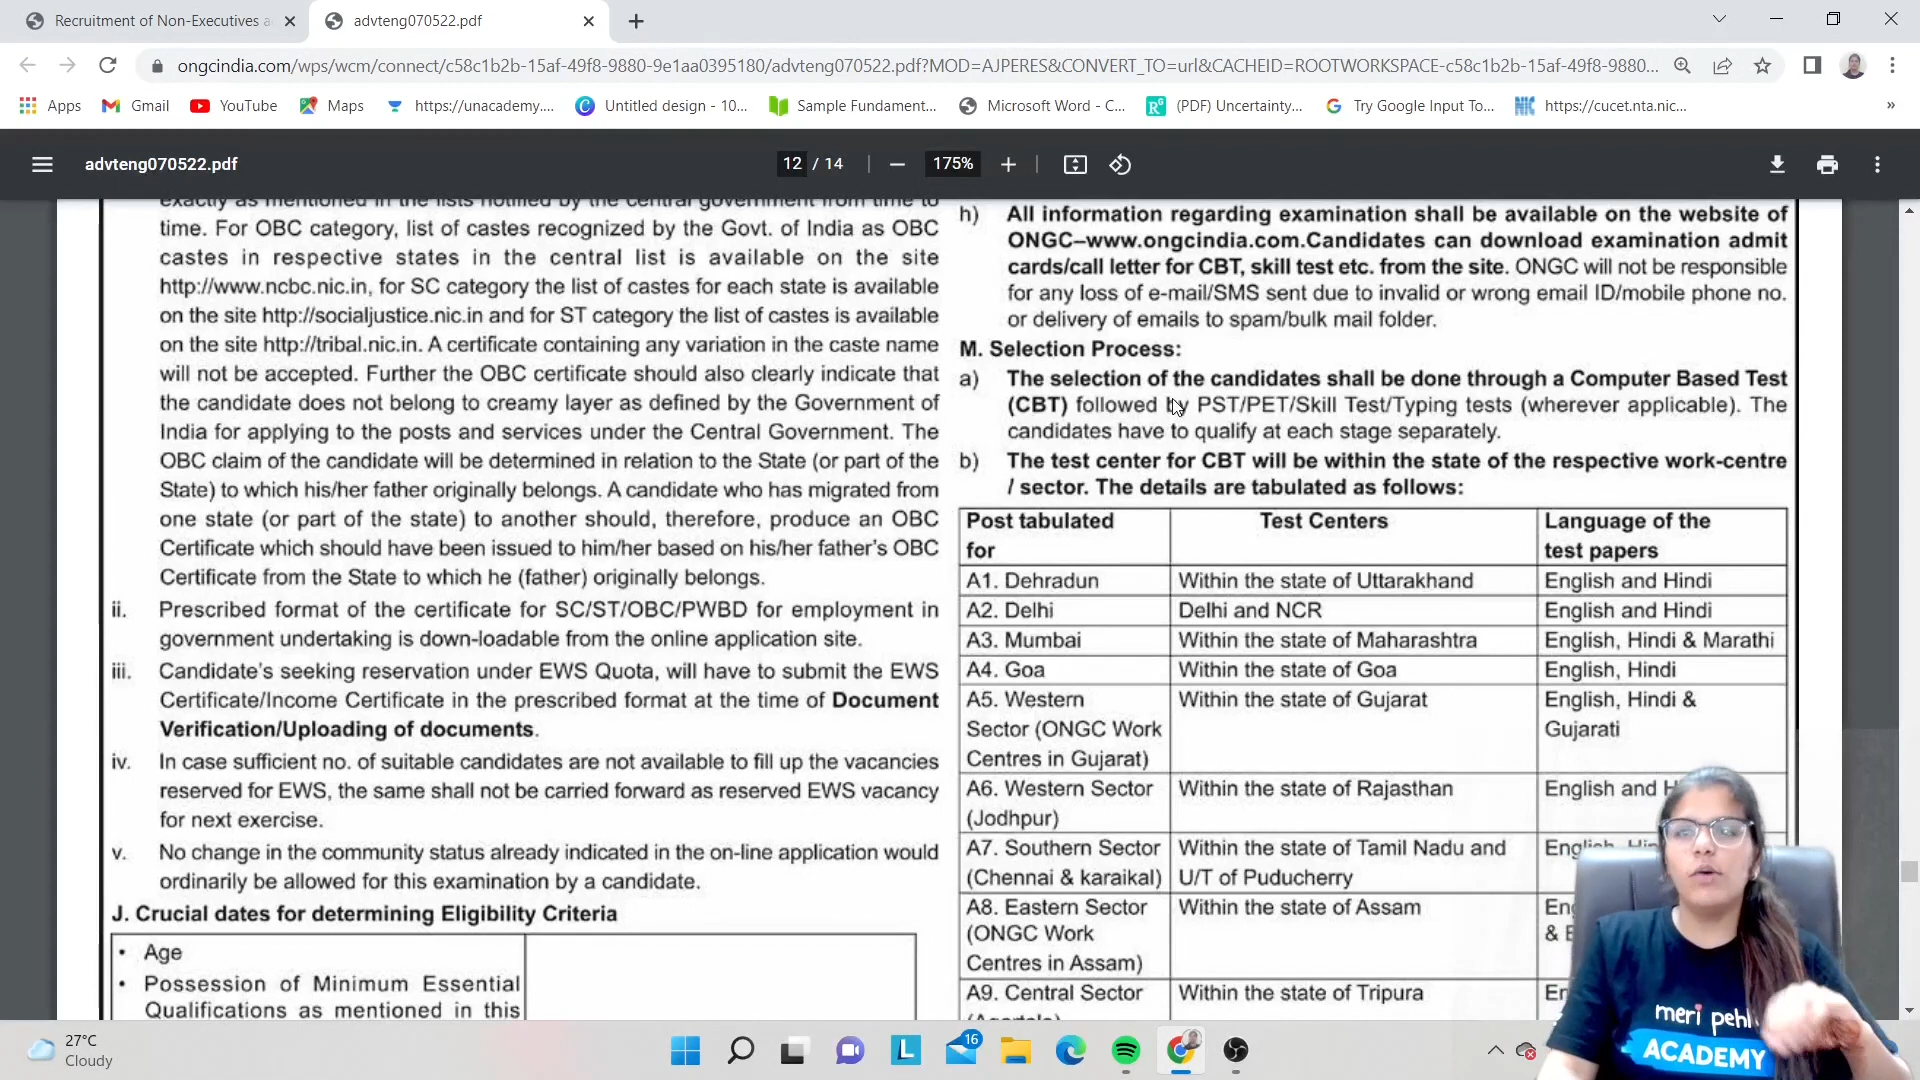 Recruitment of Non-Executives a
advteng070522.pdf
ongcindia.com/wps/wcm/connect/c58c1b2b-15af-49f8-9880-9e1aa0395180/advteng070522.pdf?MOD=AJPERES&CONVERT_TO=url&CACHEID=ROOTWORKSPACE-c58c1b2b-15af-49f8-9880...
Apps Gmail YouTube Maps https://unacademy.... Untitled design - 10... Sample Fundament... Microsoft Word - C... (PDF) Uncertainty... Try Google Input To... https://cucet.nta.nic...
advteng070522.pdf
12 / 14
175%
exactly as mentioned in the lists notified by the central government from time to
time. For OBC category, list of castes recognized by the Govt. of India as OBC
castes in respective states in the central list is available on the site
http://www.ncbc.nic.in, for SC category the list of castes for each state is available
on the site http://socialjustice.nic.in and for ST category the list of castes is available
on the site http://tribal.nic.in. A certificate containing any variation in the caste name
will not be accepted. Further the OBC certificate should also clearly indicate that
the candidate does not belong to creamy layer as defined by the Government of
India for applying to the posts and services under the Central Government. The
OBC claim of the candidate will be determined in relation to the State (or part of the
State) to which his/her father originally belongs. A candidate who has migrated from
one state (or part of the state) to another should, therefore, produce an OBC
Certificate which should have been issued to him/her based on his/her father's OBC
Certificate from the State to which he (father) originally belongs.
ii. Prescribed format of the certificate for SC/ST/OBC/PWBD for employment in
government undertaking is down-loadable from the online application site.
iii. Candidate's seeking reservation under EWS Quota, will have to submit the EWS
Certificate/Income Certificate in the prescribed format at the time of Document
Verification/Uploading of documents.
iv. In case sufficient no. of suitable candidates are not available to fill up the vacancies
reserved for EWS, the same shall not be carried forward as reserved EWS vacancy
for next exercise.
v. No change in the community status already indicated in the on-line application would
ordinarily be allowed for this examination by a candidate.
J. Crucial dates for determining Eligibility Criteria
• Age
• Possession of Minimum Essential
Qualifications as mentioned in this
h) All information regarding examination shall be available on the website of
ONGC–www.ongcindia.com.Candidates can download examination admit
cards/call letter for CBT, skill test etc. from the site. ONGC will not be responsible
for any loss of e-mail/SMS sent due to invalid or wrong email ID/mobile phone no.
or delivery of emails to spam/bulk mail folder.
M. Selection Process:
a) The selection of the candidates shall be done through a Computer Based Test
(CBT) followed by PST/PET/Skill Test/Typing tests (wherever applicable). The
candidates have to qualify at each stage separately.
b) The test center for CBT will be within the state of the respective work-centre
/ sector. The details are tabulated as follows:
Post tabulated for Test Centers Language of the test papers
A1. Dehradun Within the state of Uttarakhand English and Hindi
A2. Delhi Delhi and NCR English and Hindi
A3. Mumbai Within the state of Maharashtra English, Hindi & Marathi
A4. Goa Within the state of Goa English, Hindi
A5. Western Within the state of Gujarat English, Hindi &
Sector (ONGC Work Gujarati
Centres in Gujarat)
A6. Western Sector Within the state of Rajasthan English and H
(Jodhpur)
A7. Southern Sector Within the state of Tamil Nadu and
(Chennai & karaikal) U/T of Puducherry
A8. Eastern Sector Within the state of Assam
(ONGC Work
Centres in Assam)
A9. Central Sector Within the state of Tripura
meri pehl
ACADEMY
27°C
Cloudy
16